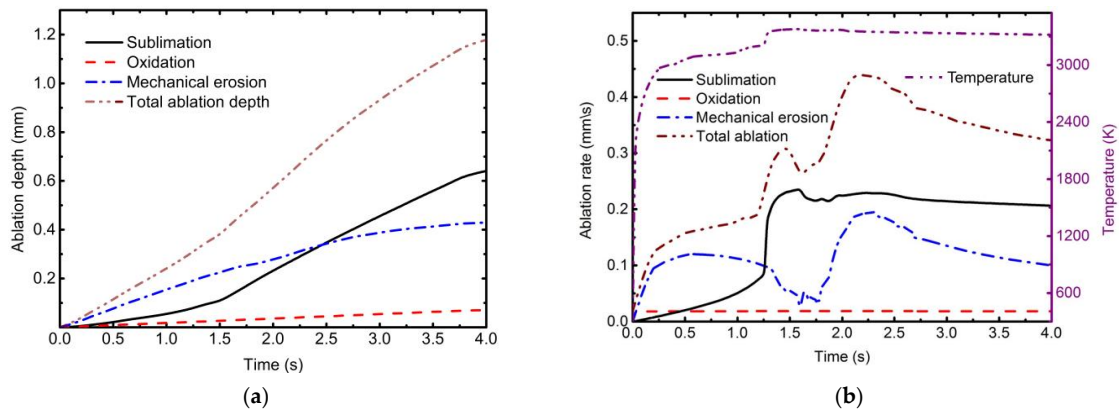 1.2
1.0
0.8
0.6
0.4
0.2
Ablation depth (mm)
Sublimation
Oxidation
Mechanical erosion
Total ablation depth
0.0 0.5 1.0 1.5 2.0 2.5 3.0 3.5 4.0
Time (s)
(a)
0.5
0.4
0.3
0.2
0.1
0.0
Ablation rate (mm\s)
Sublimation
Oxidation
Mechanical erosion
Total ablation
Temperature
3000
2400
1800
1200
600
Temperature (K)
0.0 0.5 1.0 1.5 2.0 2.5 3.0 3.5 4.0
Time (s)
(b)